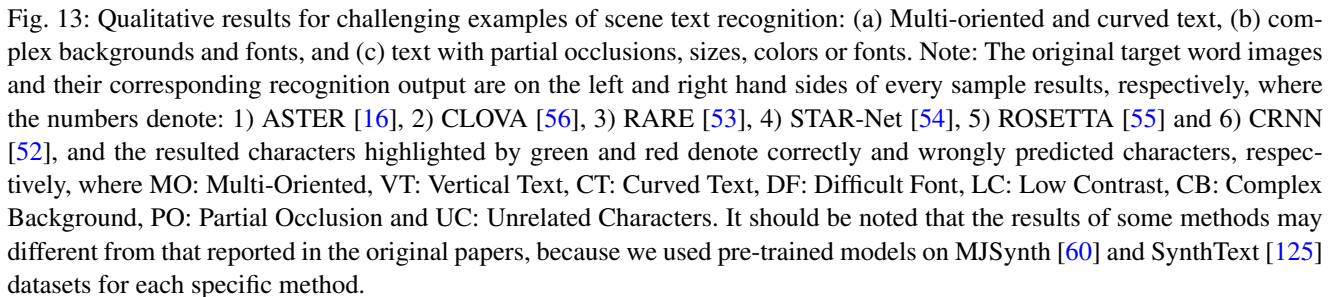 Fig. 13: Qualitative results for challenging examples of scene text recognition: (a) Multi-oriented and curved text, (b) com-
plex backgrounds and fonts, and (c) text with partial occlusions, sizes, colors or fonts. Note: The original target word images
and their corresponding recognition output are on the left and right hand sides of every sample results, respectively, where
the numbers denote: 1) ASTER [16], 2) CLOVA [56], 3) RARE [53], 4) STAR-Net [54], 5) ROSETTA [55] and 6) CRNN
[52], and the resulted characters highlighted by green and red denote correctly and wrongly predicted characters, respec-
tively, where MO: Multi-Oriented, VT: Vertical Text, CT: Curved Text, DF: Difficult Font, LC: Low Contrast, CB: Complex
Background, PO: Partial Occlusion and UC: Unrelated Characters. It should be noted that the results of some methods may
different from that reported in the original papers, because we used pre-trained models on MJSynth [60] and SynthText [125]
datasets for each specific method.